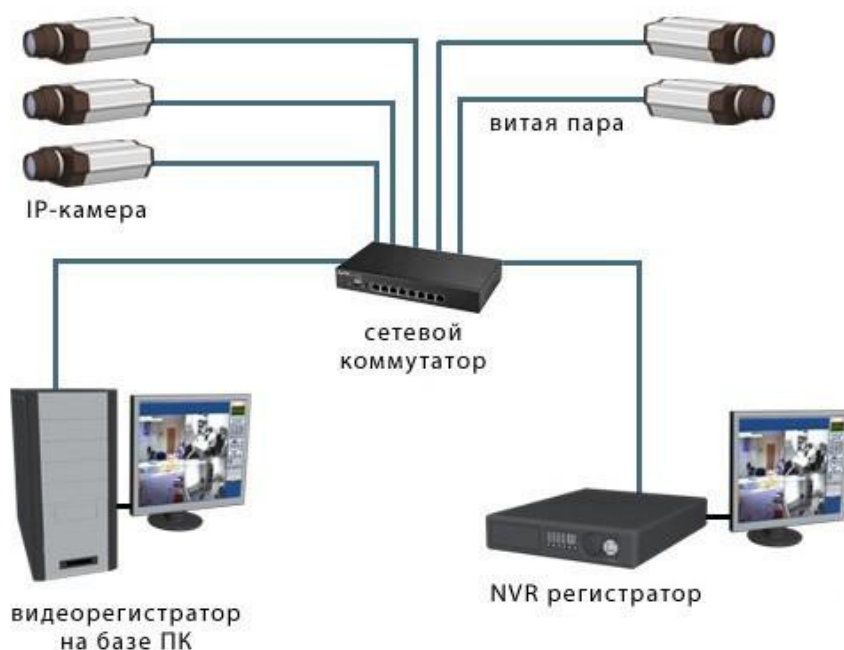 витая пара
IP-камера
сетевой
коммутатор
NVR регистратор
видеорегистратор
на базе ПК